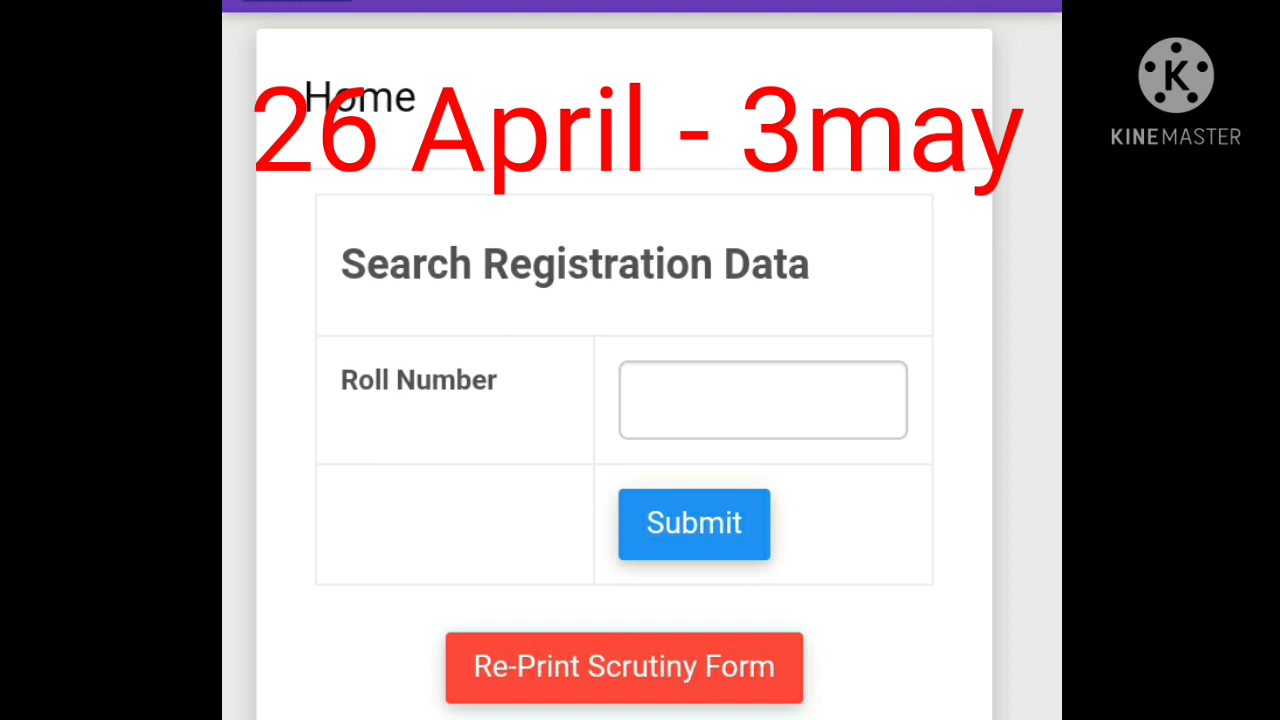 Home
26 April - 3may
Search Registration Data
Roll Number
Submit
Re-Print Scrutiny Form
K
KINEMASTER